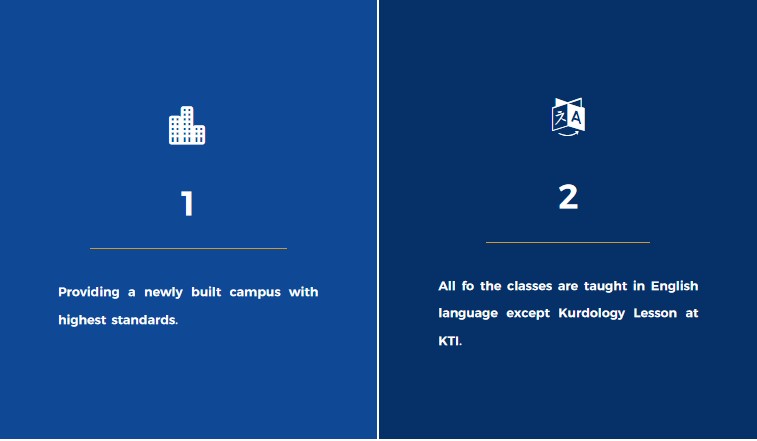 1
Providing a newly built campus with
highest standards.
A
2
All fo the classes are taught in English
language except Kurdology Lesson at
KTI.